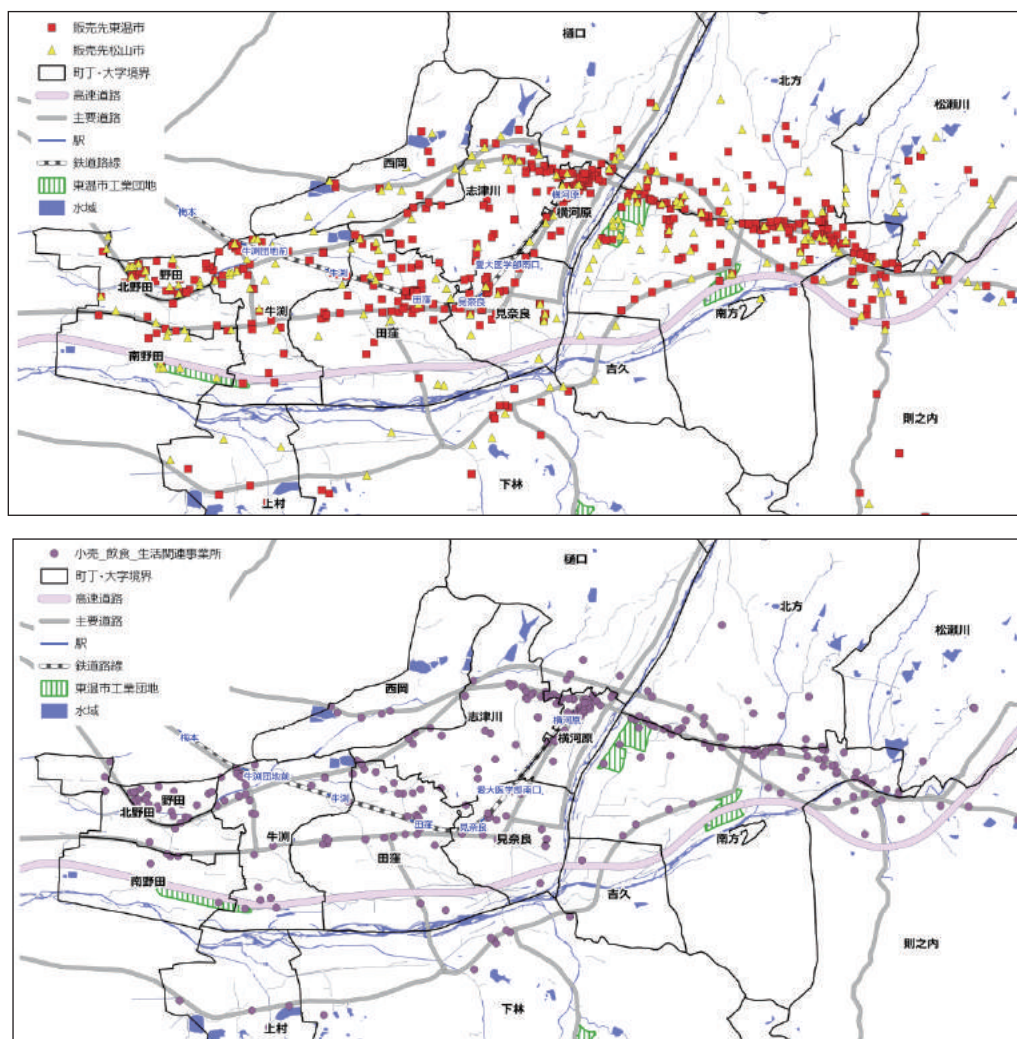 販売先東温市
販売先松山市
町丁・大字境界
高速道路
主要道路
駅
鉄道路線
東温市工業団地
水域
樋口
北方
松瀬川
西岡
志津川
横河原
横河原
梅本
牛渕団地前
愛大医学部南口
野田
北野田
牛渕
田窪
見奈良
牛渕
見奈良
田窪
南野田
南方
吉久
則之内
下林
上村
小売_飲食_生活関連事業所
町丁・大字境界
高速道路
主要道路
駅
鉄道路線
東温市工業団地
水域
樋口
北方
松瀬川
西岡
志津川
横河原
横河原
梅本
牛渕団地前
愛大医学部南口
野田
北野田
牛渕
田窪
見奈良
牛渕
見奈良
田窪
南野田
南方
吉久
則之内
下林
上村